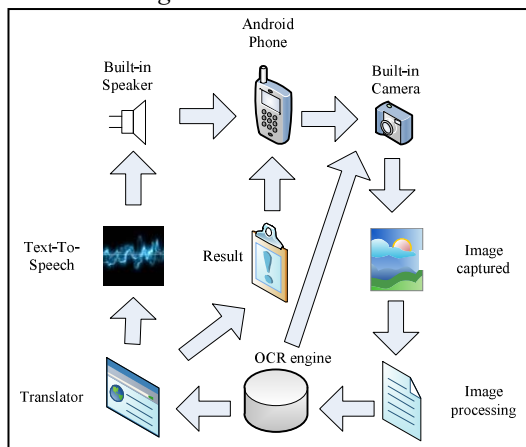 Android
Phone
Built-in
Speaker
Built-in
Camera
Text-To-
Speech
Result
Image
captured
OCR engine
Translator
Image
processing